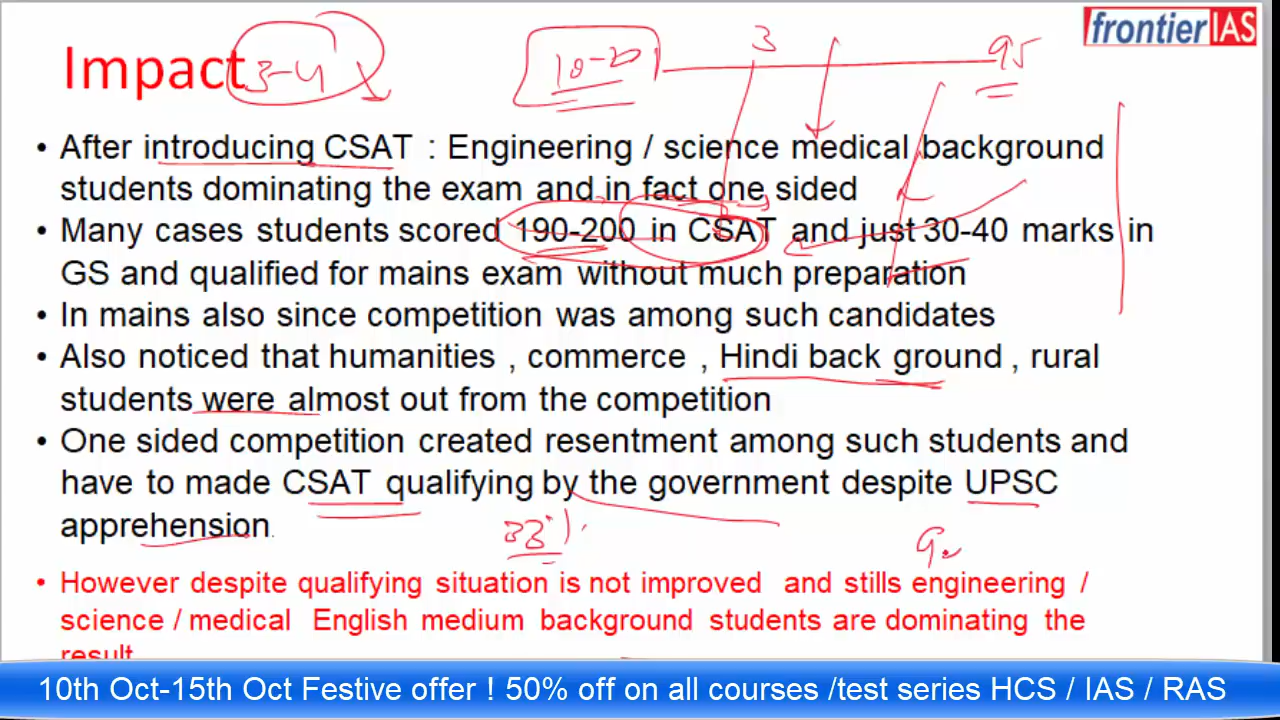 frontier IAS
Impact
3-4
10-20
3
95
• After introducing CSAT : Engineering / science medical background
students dominating the exam and in fact one sided
• Many cases students scored 190-200 in CSAT and just 30-40 marks in
GS and qualified for mains exam without much preparation
• In mains also since competition was among such candidates
• Also noticed that humanities , commerce , Hindi back ground , rural
students were almost out from the competition
• One sided competition created resentment among such students and
have to made CSAT qualifying by the government despite UPSC
apprehension.
33%
• However despite qualifying situation is not improved and stills engineering /
science / medical English medium background students are dominating the
result
10th Oct-15th Oct Festive offer ! 50% off on all courses /test series HCS / IAS / RAS